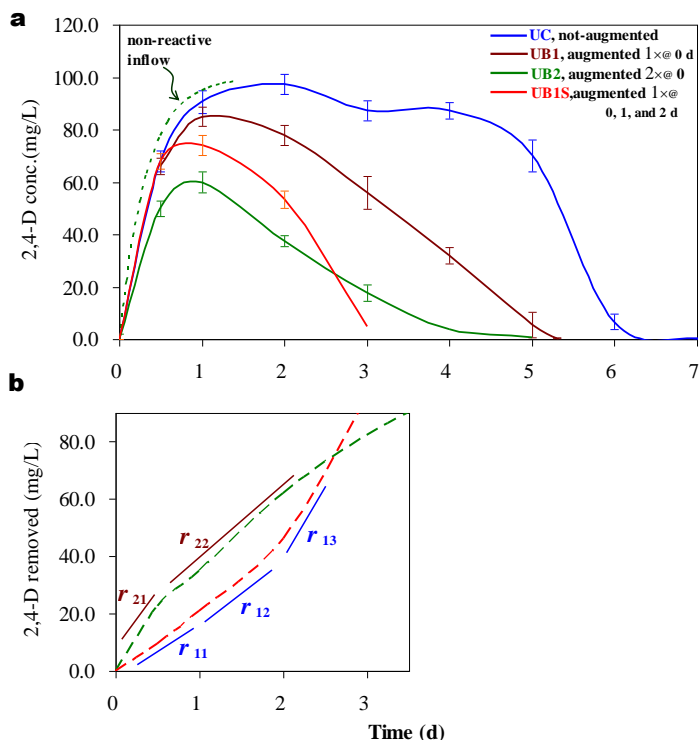 a
non-reactive
inflow
UC, not-augmented
UB1, augmented 1×@ 0 d
UB2, augmented 2×@ 0
UB1S,augmented 1×@
0, 1, and 2 d
120.0
100.0
80.0
60.0
40.0
20.0
0.0
2,4-D conc.(mg/L)
0 1 2 3 4 5 6 7
b
80.0
60.0
40.0
20.0
0.0
2,4-D removed (mg/L)
r 21
r 22
r 13
r 12
r 11
0 1 2 3
Time (d)